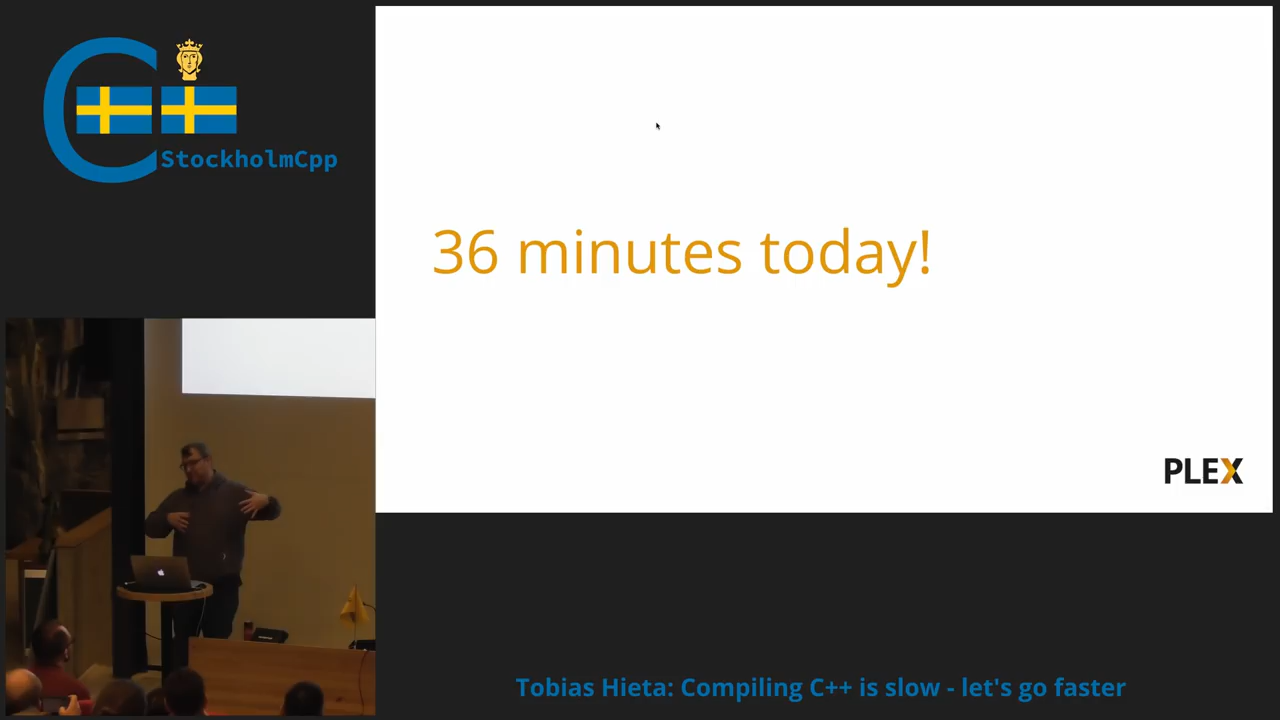 StockholmCpp
36 minutes today!
PLEX
Tobias Hieta: Compiling C++ is slow - let's go faster